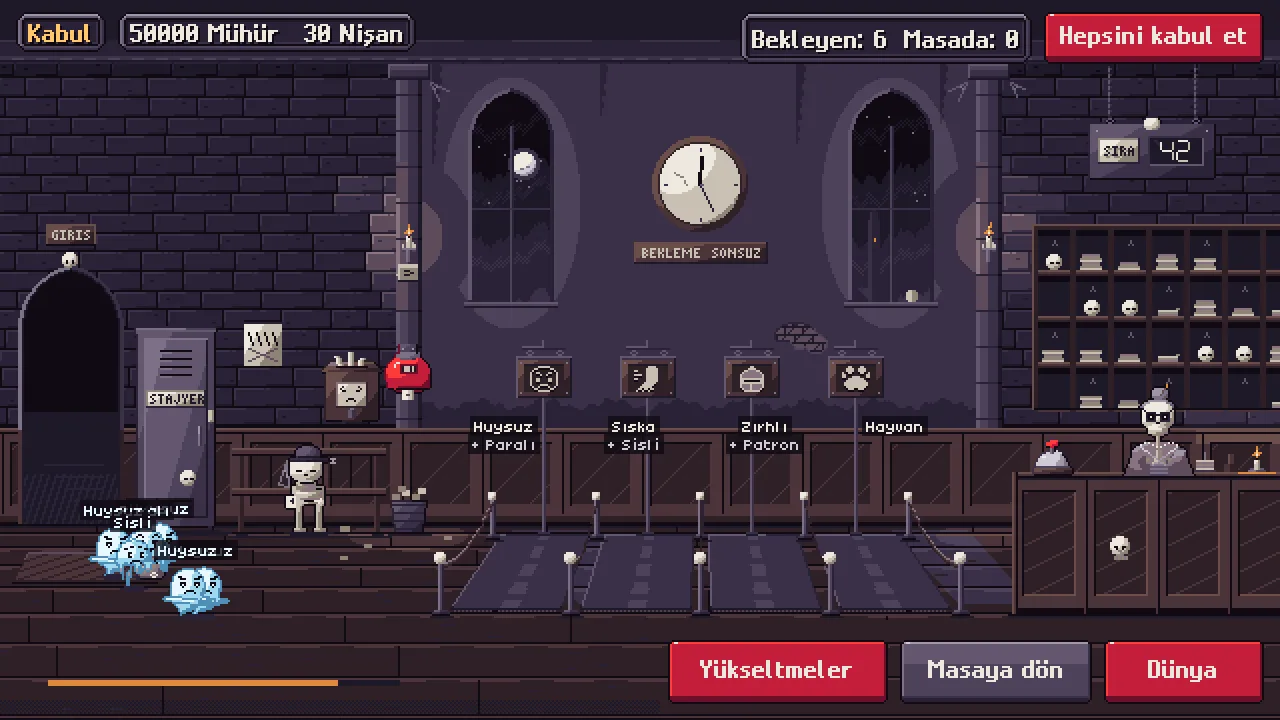 Kabul
50000 Mühür 30 Nişan
Bekleyen: 6 Masada: 0
Hepsini kabul et
SIRA 42
GIRIS
BEKLEME SONSUZ
STAJYER
Huysuz
+ Paralı
Sıska
+ Sisli
Zırhlı
+ Patron
Hayvan
Sisli
Huysuz
Yükseltmeler
Masaya dön
Dünya